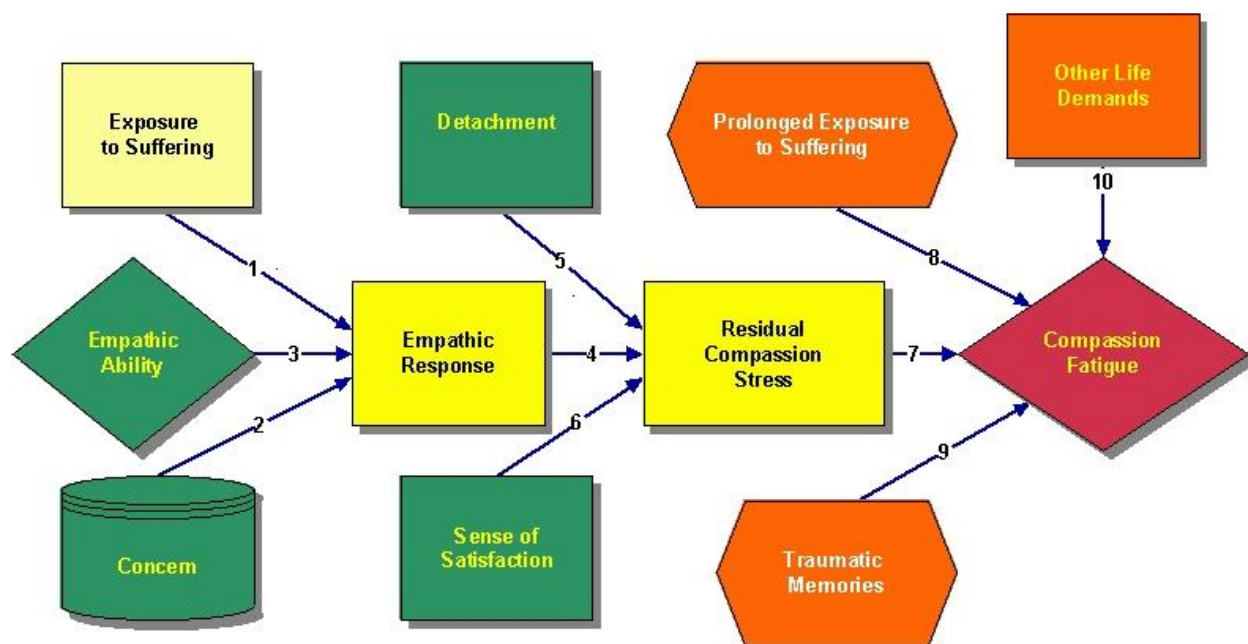 Exposure
to Suffering
Detachment
Prolonged Exposure
to Suffering
Other Life
Demands
10
1
5
8
Empathic
Ability
3
Empathic
Response
4
Residual
Compassion
Stress
7
Compassion
Fatigue
2
6
9
Concern
Sense of
Satisfaction
Traumatic
Memories